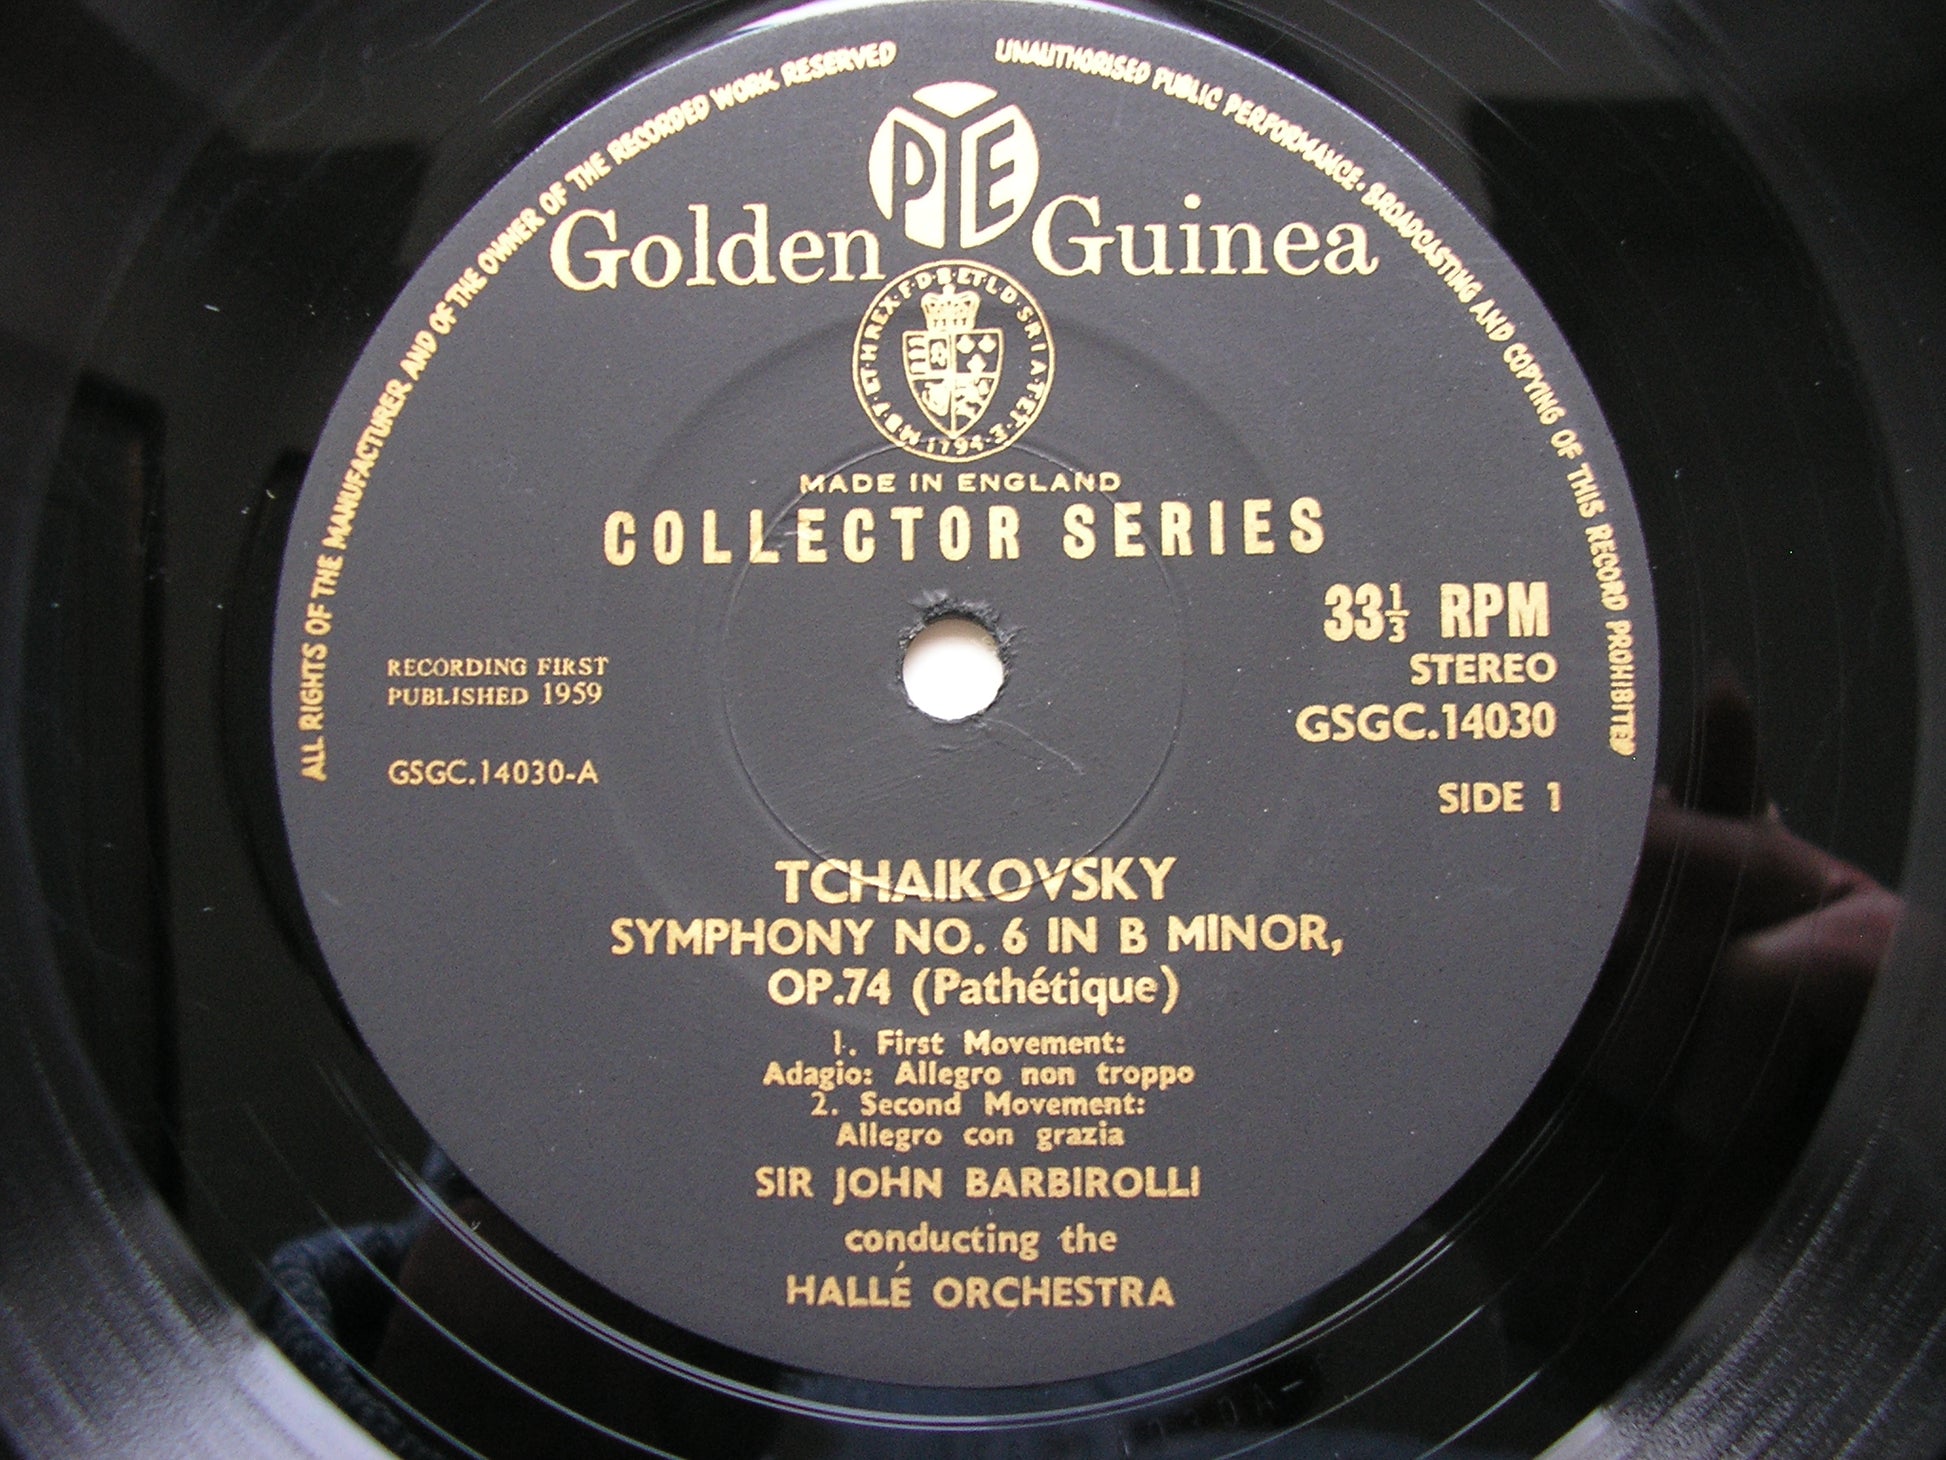 ALL RIGHTS OF THE MANUFACTURER AND OF THE OWNER OF THE RECORDED WORK RESERVED
UNAUTHORISED PUBLIC PERFORMANCE · BROADCASTING AND COPYING OF THIS RECORD PROHIBITED
PYE
Golden Guinea
M·B·F·ET·H·REX·F·D·B·ET·L·D·S·R·I·A·T·ET·E
1794
MADE IN ENGLAND
COLLECTOR SERIES
33⅓ RPM
STEREO
GSGC.14030
SIDE 1
RECORDING FIRST
PUBLISHED 1959
GSGC.14030-A
TCHAIKOVSKY
SYMPHONY NO. 6 IN B MINOR,
OP.74 (Pathétique)
1. First Movement:
Adagio: Allegro non troppo
2. Second Movement:
Allegro con grazia
SIR JOHN BARBIROLLI
conducting the
HALLÉ ORCHESTRA